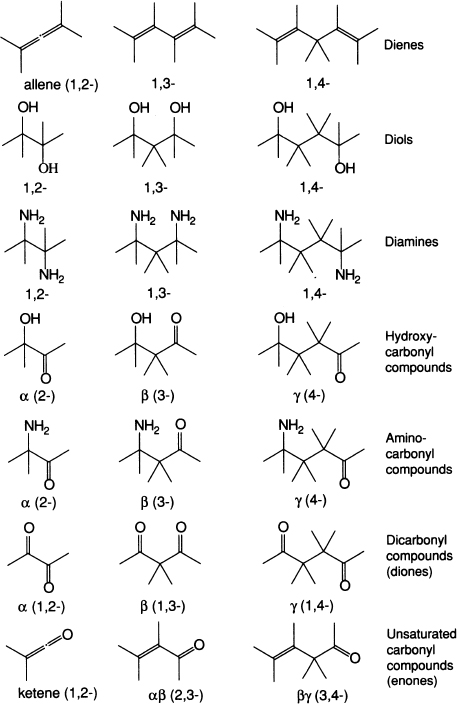 Dienes
allene (1,2-) 1,3- 1,4-
OH OH OH OH
Diols
OH OH
1,2- 1,3- 1,4-
NH2 NH2 NH2 NH2
Diamines
NH2 NH2
1,2- 1,3- 1,4-
OH OH O OH
Hydroxy-
carbonyl
compounds
O O
α (2-) β (3-) γ (4-)
NH2 NH2 O NH2
Amino-
carbonyl
compounds
O O
α (2-) β (3-) γ (4-)
O O O O
Dicarbonyl
compounds
(diones)
O O
α (1,2-) β (1,3-) γ (1,4-)
O O O
Unsaturated
carbonyl
compounds
(enones)
ketene (1,2-) αβ (2,3-) βγ (3,4-)